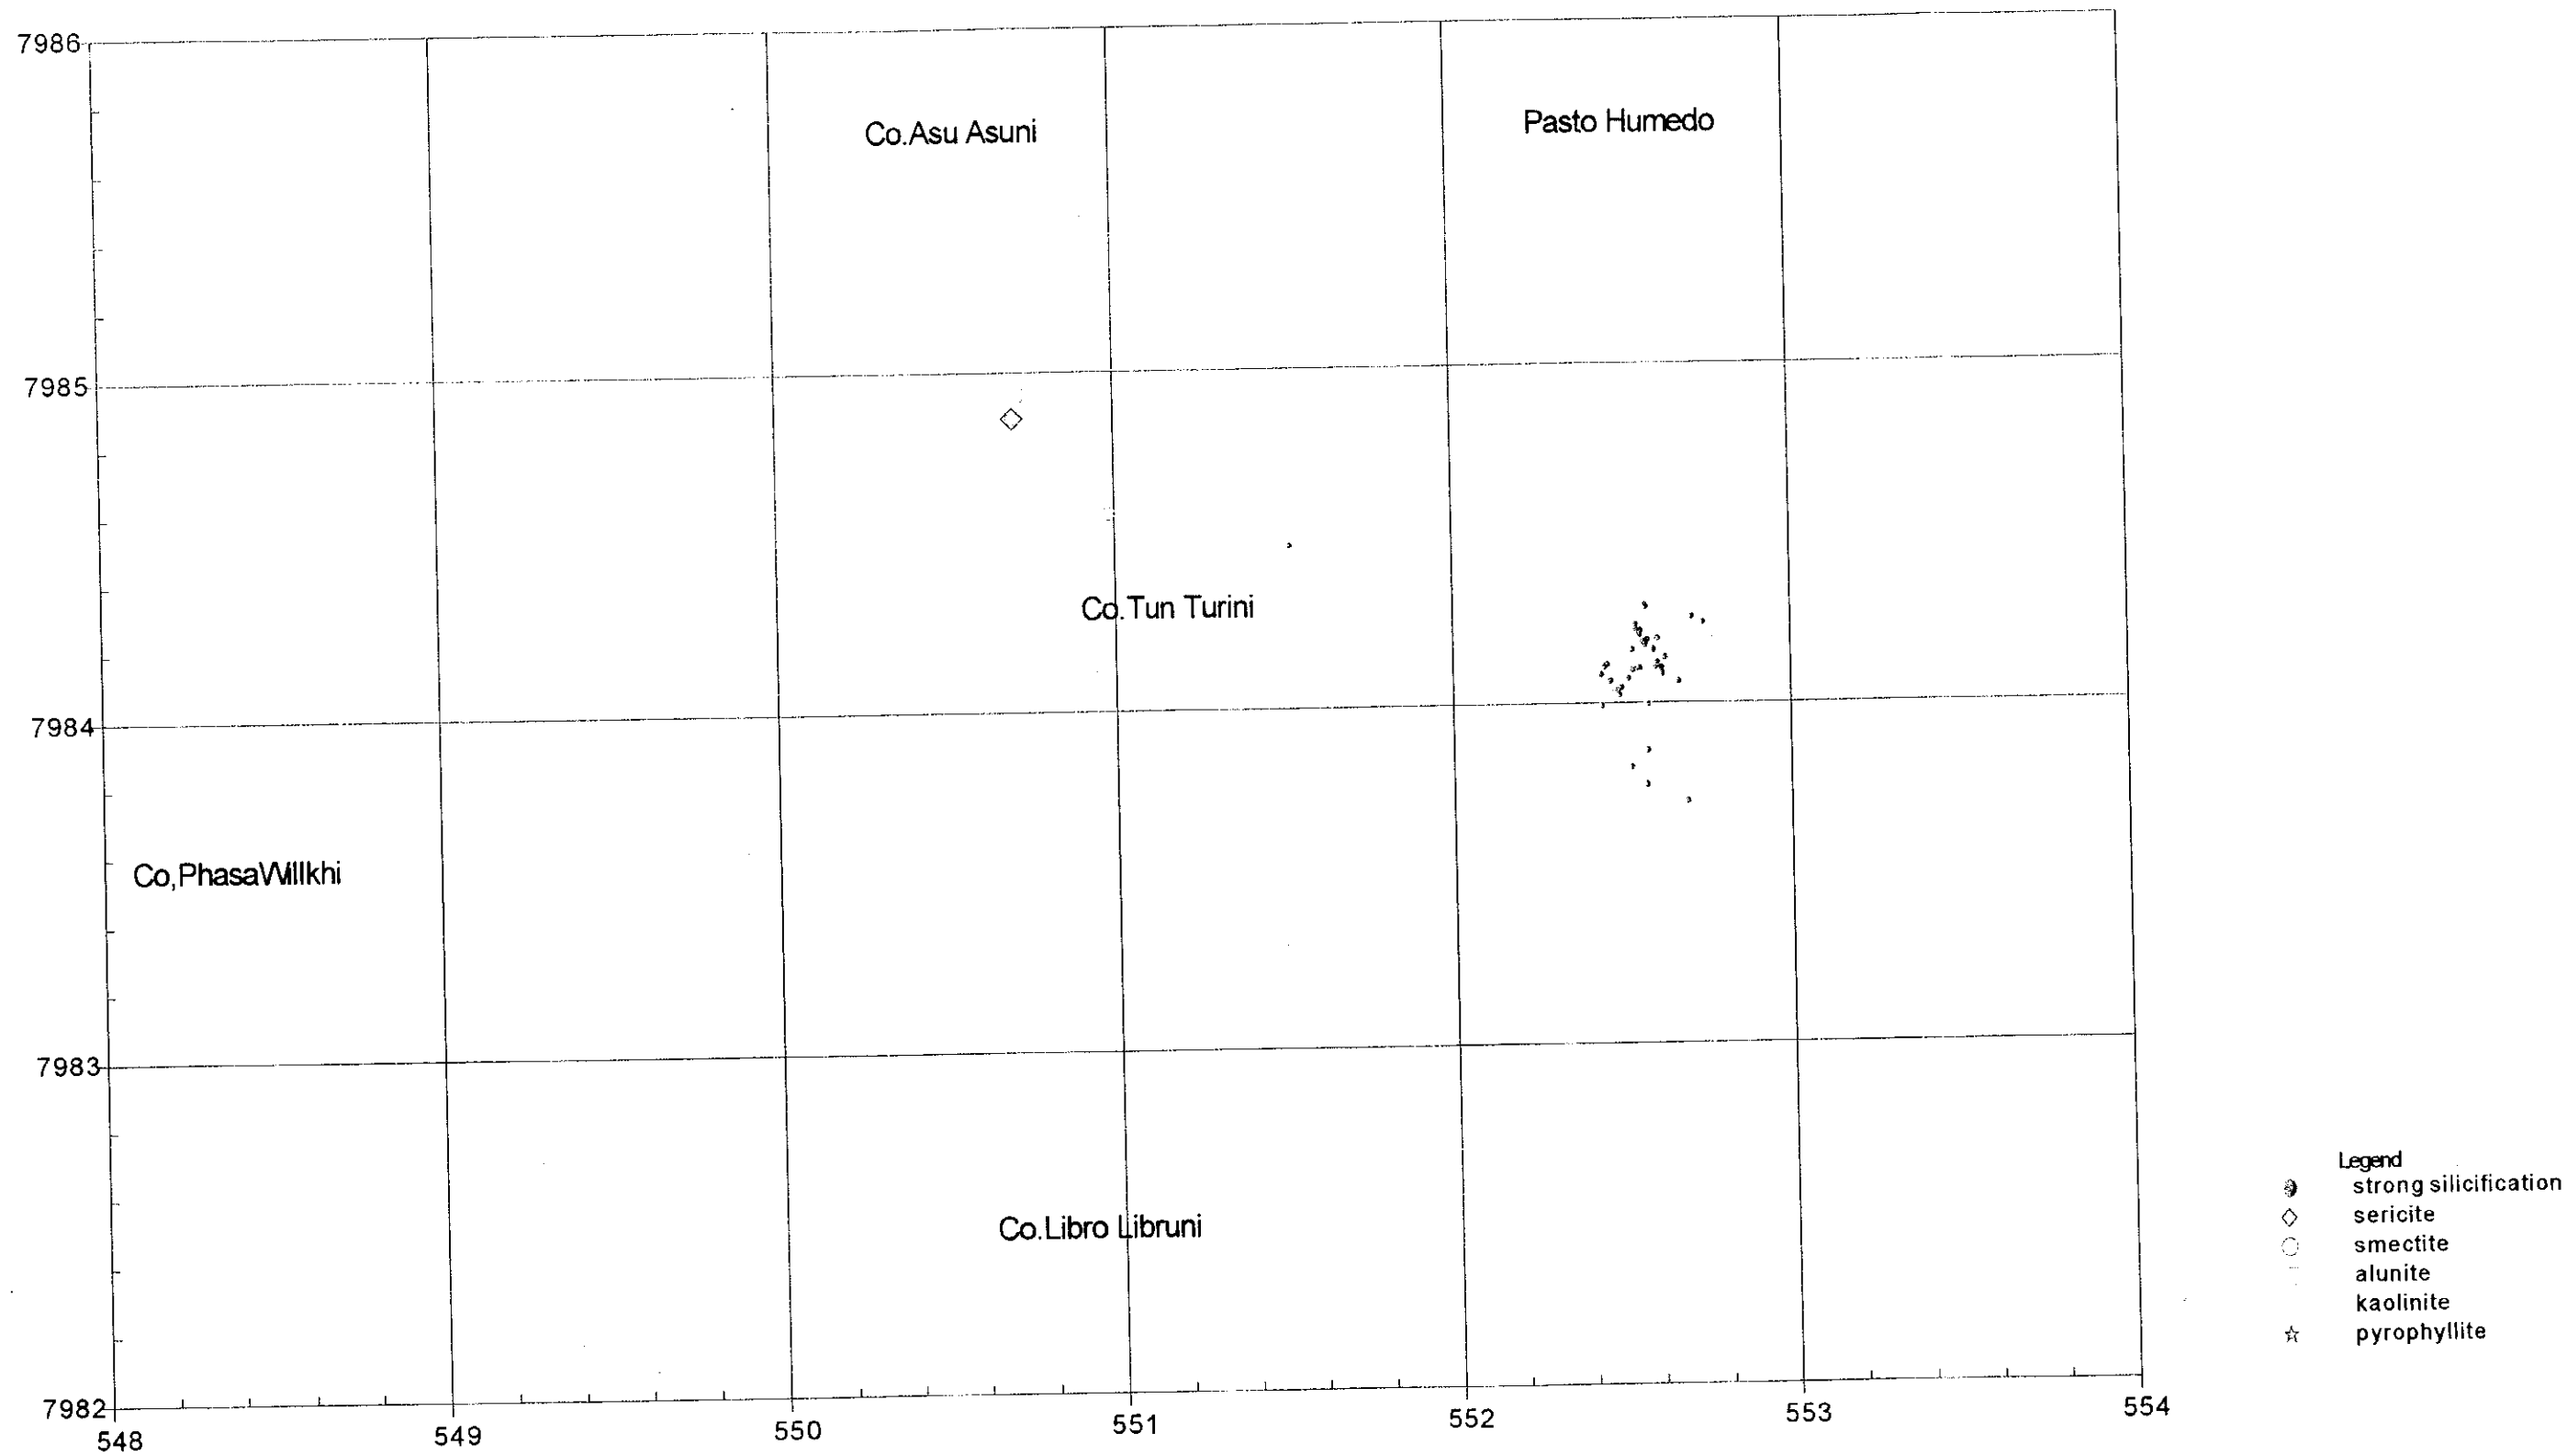 7986
Co.Asu Asuni
Pasto Humedo
7985
Co.Tun Turini
7984
Co,PhasaWillkhi
7983
Co.Libro Libruni
7982
548
549
550
551
552
553
554
Legend
strong silicification
sericite
smectite
alunite
kaolinite
pyrophyllite